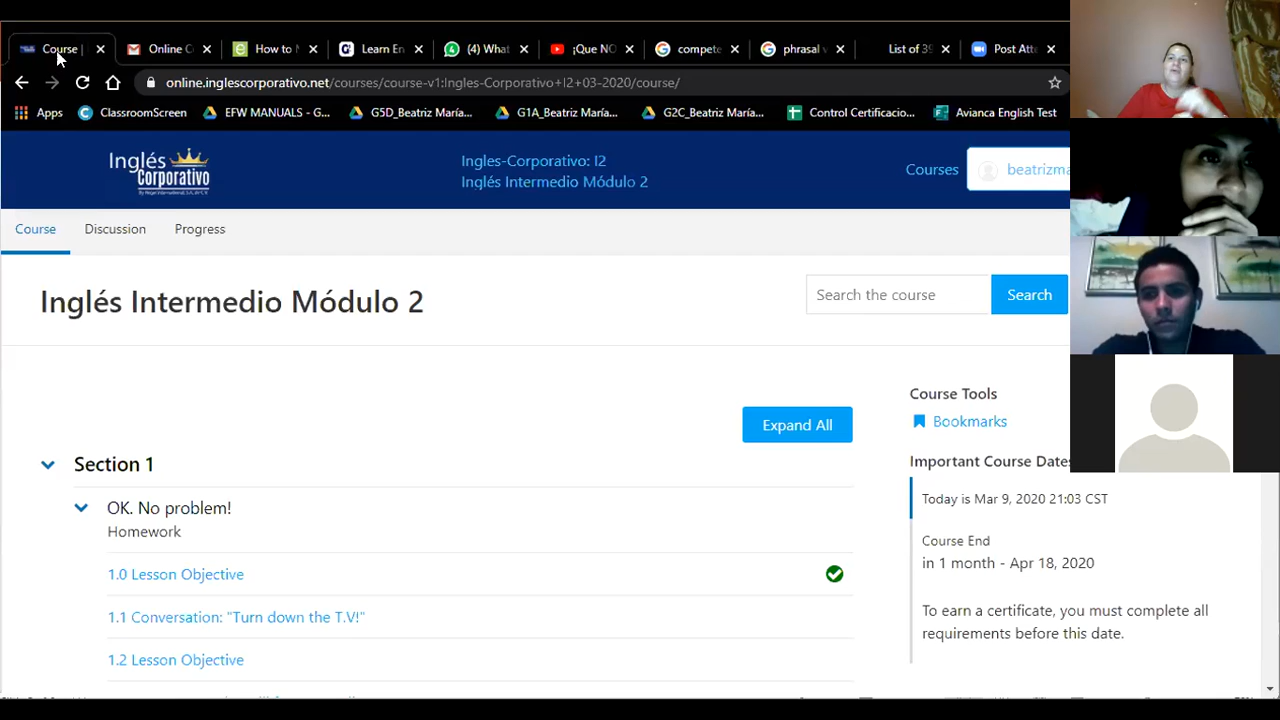 Course |
Online C
How to N
Learn En
(4) What
¡Que NO
compete
phrasal v
List of 39
Post Atte
online.inglescorporativo.net/courses/course-v1:Ingles-Corporativo+I2+03-2020/course/
Apps
ClassroomScreen
EFW MANUALS - G...
G5D_Beatriz María...
G1A_Beatriz María...
G2C_Beatriz María...
Control Certificacio...
Avianca English Test
Inglés
Corporativo
Ingles-Corporativo: I2
Inglés Intermedio Módulo 2
Courses
beatrizma
Course
Discussion
Progress
Inglés Intermedio Módulo 2
Search the course
Search
Expand All
Course Tools
Bookmarks
Important Course Dates
Today is Mar 9, 2020 21:03 CST
Course End
in 1 month - Apr 18, 2020
To earn a certificate, you must complete all
requirements before this date.
Section 1
OK. No problem!
Homework
1.0 Lesson Objective
1.1 Conversation: "Turn down the T.V!"
1.2 Lesson Objective